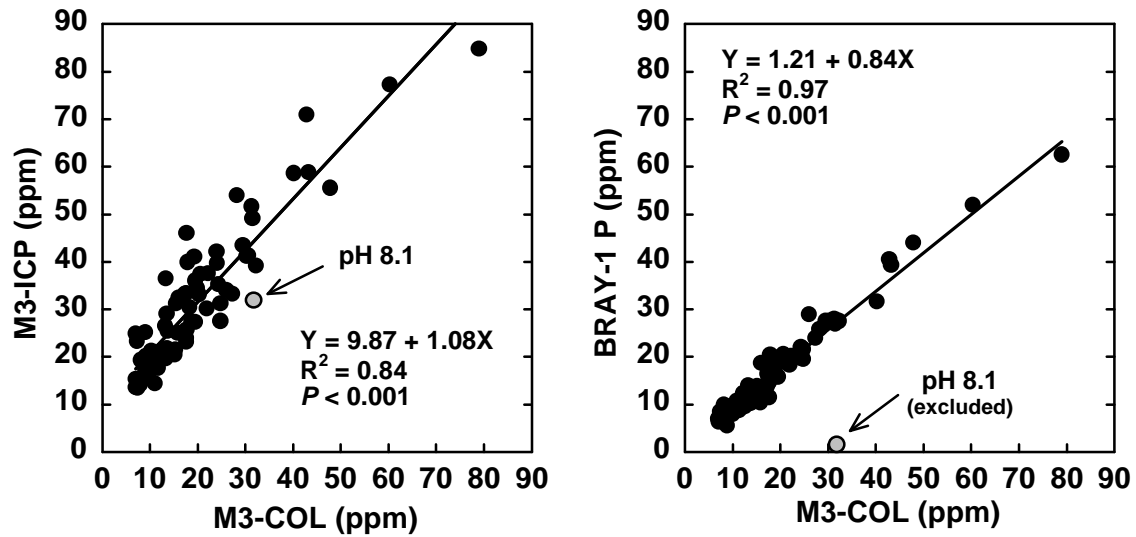 90
80
70
60
50
40
30
20
10
0
M3-ICP (ppm)
pH 8.1
Y = 9.87 + 1.08X
R² = 0.84
P < 0.001
0 10 20 30 40 50 60 70 80 90
M3-COL (ppm)
90
80
70
60
50
40
30
20
10
0
BRAY-1 P (ppm)
Y = 1.21 + 0.84X
R² = 0.97
P < 0.001
pH 8.1
(excluded)
0 10 20 30 40 50 60 70 80 90
M3-COL (ppm)